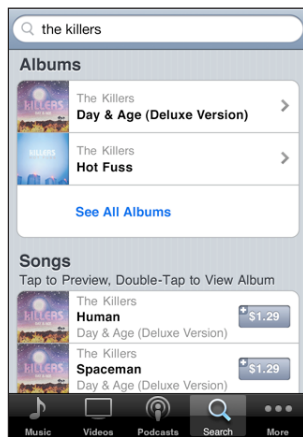 the killers
Albums
The Killers
Day & Age (Deluxe Version)
The Killers
Hot Fuss
See All Albums
Songs
Tap to Preview, Double-Tap to View Album
The Killers
Human
Day & Age (Deluxe Version)
$1.29
The Killers
Spaceman
Day & Age (Deluxe Version)
$1.29
Music
Videos
Podcasts
Search
More